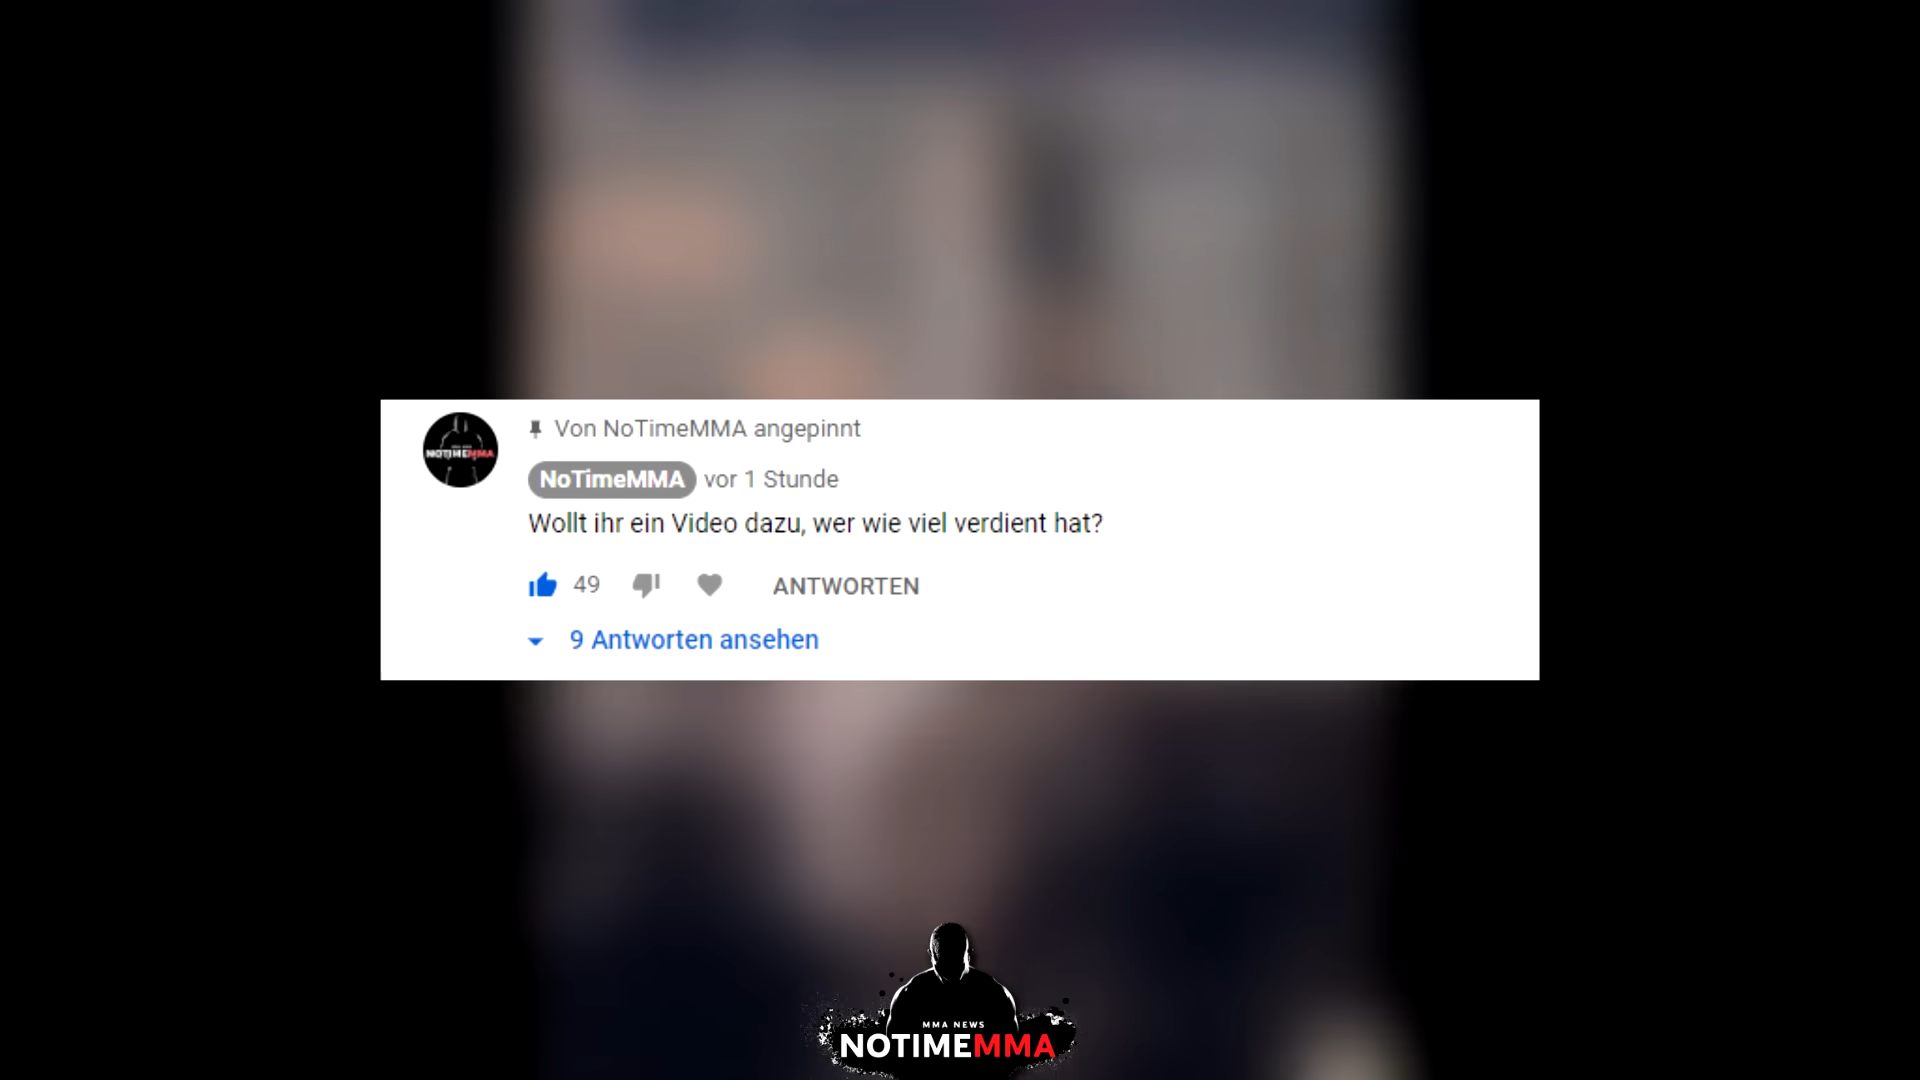 NOTIMEMMA
Von NoTimeMMA angepinnt
NoTimeMMA vor 1 Stunde
Wollt ihr ein Video dazu, wer wie viel verdient hat?
49 ANTWORTEN
9 Antworten ansehen
MMA NEWS
NOTIMEMMA